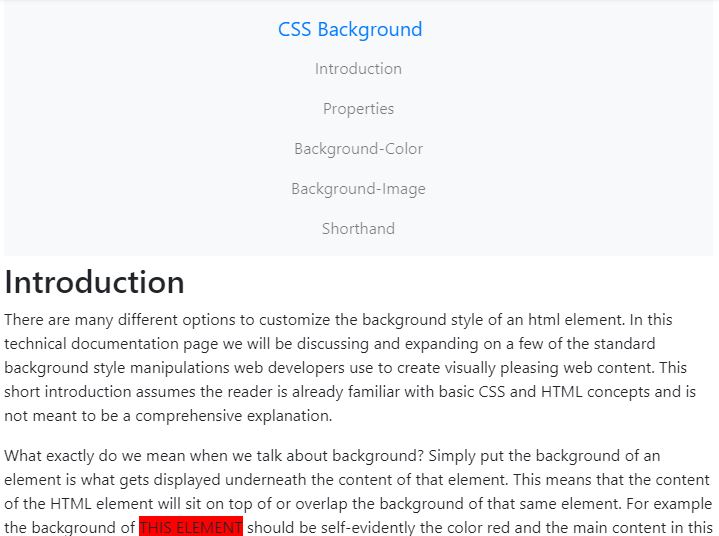 CSS Background
Introduction
Properties
Background-Color
Background-Image
Shorthand
Introduction
There are many different options to customize the background style of an html element. In this
technical documentation page we will be discussing and expanding on a few of the standard
background style manipulations web developers use to create visually pleasing web content. This
short introduction assumes the reader is already familiar with basic CSS and HTML concepts and is
not meant to be a comprehensive explanation.
What exactly do we mean when we talk about background? Simply put the background of an
element is what gets displayed underneath the content of that element. This means that the content
of the HTML element will sit on top of or overlap the background of that same element. For example
the background of THIS ELEMENT should be self-evidently the color red and the main content in this